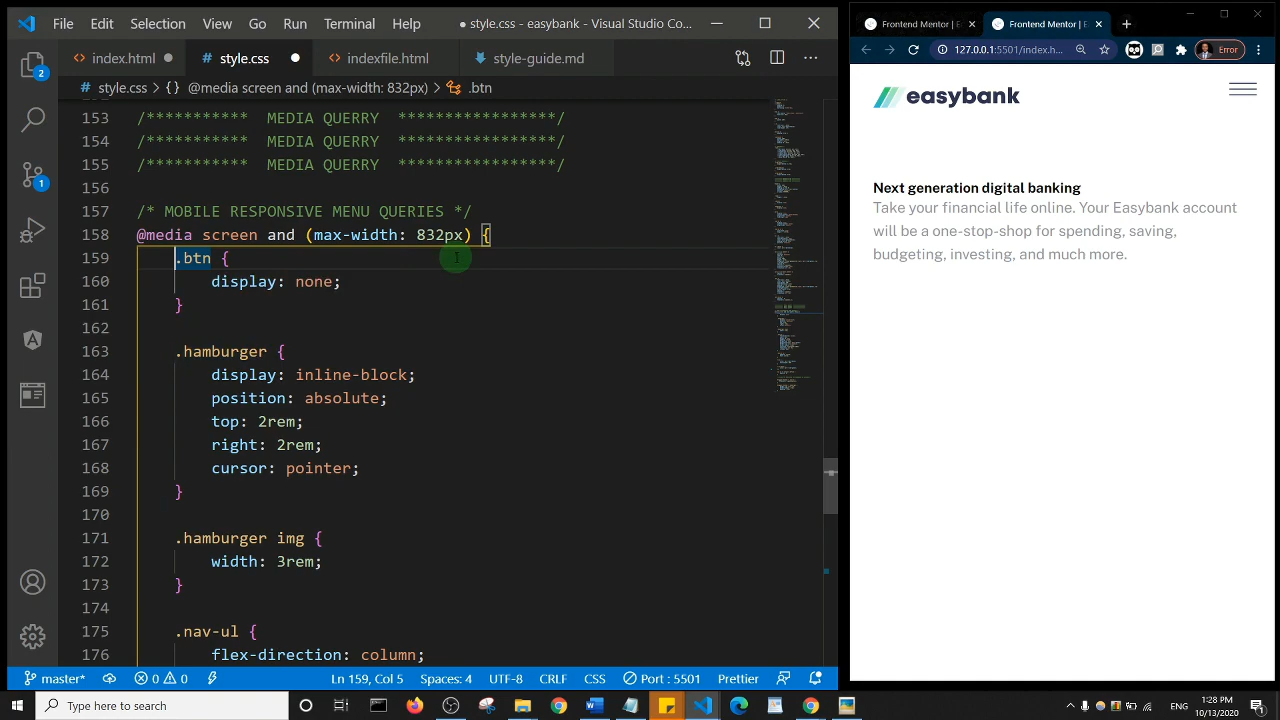 File Edit Selection View Go Run Terminal Help
● style.css - easybank - Visual Studio Co...
index.html
style.css
indexfile.html
yle-guide.md
style.css > {} @media screen and (max-width: 832px) > .btn
153 /********** MEDIA QUERRY ****************/
154 /********** MEDIA QUERRY ****************/
155 /********** MEDIA QUERRY ****************/
156
157 /* MOBILE RESPONSIVE MENU QUERIES */
158 @media screen and (max-width: 832px) {
159 .btn {
160 display: none;
161 }
162
163 .hamburger {
164 display: inline-block;
165 position: absolute;
166 top: 2rem;
167 right: 2rem;
168 cursor: pointer;
169 }
170
171 .hamburger img {
172 width: 3rem;
173 }
174
175 .nav-ul {
176 flex-direction: column;
2
1
master*
0 0
Ln 159, Col 5
Spaces: 4
UTF-8
CRLF
CSS
Port : 5501
Prettier
Frontend Mentor | E
Frontend Mentor | E
127.0.0.1:5501/index.h...
Error
easybank
Next generation digital banking
Take your financial life online. Your Easybank account
will be a one-stop-shop for spending, saving,
budgeting, investing, and much more.
Type here to search
ENG
1:28 PM
10/13/2020
1